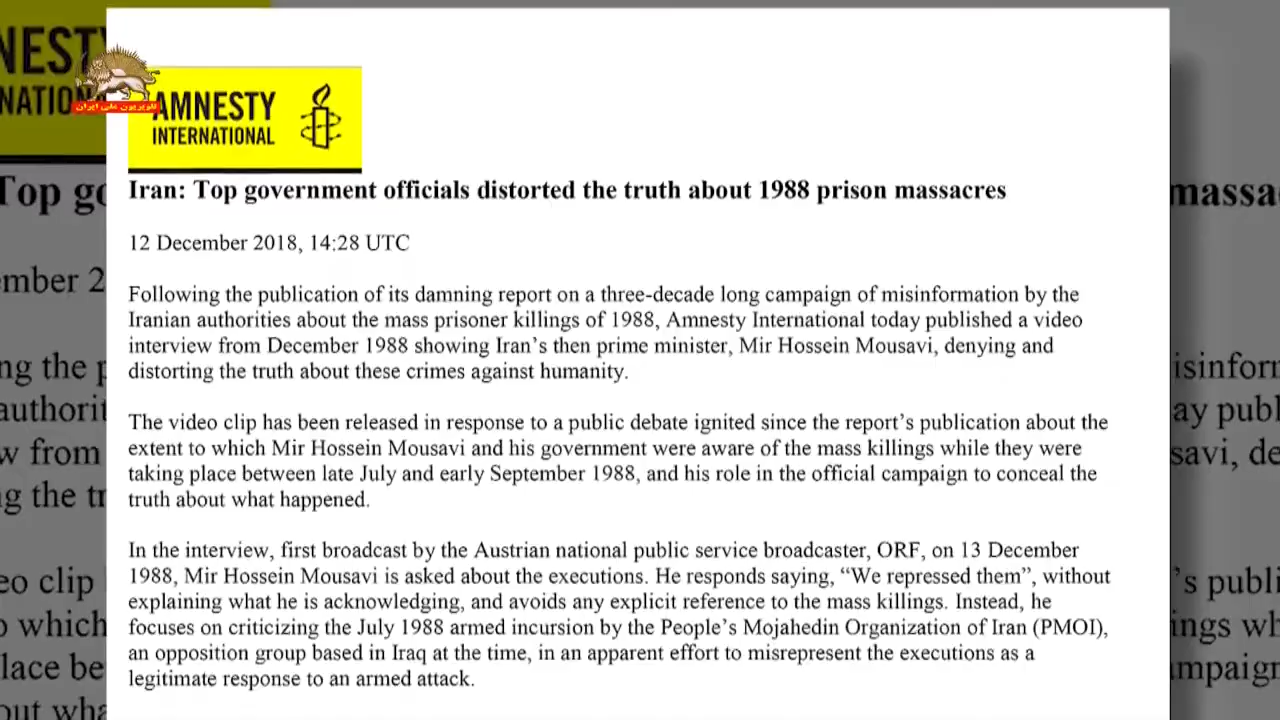 AMNESTY
INTERNATIONAL
تلویزیون ملی ایران
Iran: Top government officials distorted the truth about 1988 prison massacres
12 December 2018, 14:28 UTC
Following the publication of its damning report on a three-decade long campaign of misinformation by the
Iranian authorities about the mass prisoner killings of 1988, Amnesty International today published a video
interview from December 1988 showing Iran’s then prime minister, Mir Hossein Mousavi, denying and
distorting the truth about these crimes against humanity.
The video clip has been released in response to a public debate ignited since the report’s publication about the
extent to which Mir Hossein Mousavi and his government were aware of the mass killings while they were
taking place between late July and early September 1988, and his role in the official campaign to conceal the
truth about what happened.
In the interview, first broadcast by the Austrian national public service broadcaster, ORF, on 13 December
1988, Mir Hossein Mousavi is asked about the executions. He responds saying, “We repressed them”, without
explaining what he is acknowledging, and avoids any explicit reference to the mass killings. Instead, he
focuses on criticizing the July 1988 armed incursion by the People’s Mojahedin Organization of Iran (PMOI),
an opposition group based in Iraq at the time, in an apparent effort to misrepresent the executions as a
legitimate response to an armed attack.